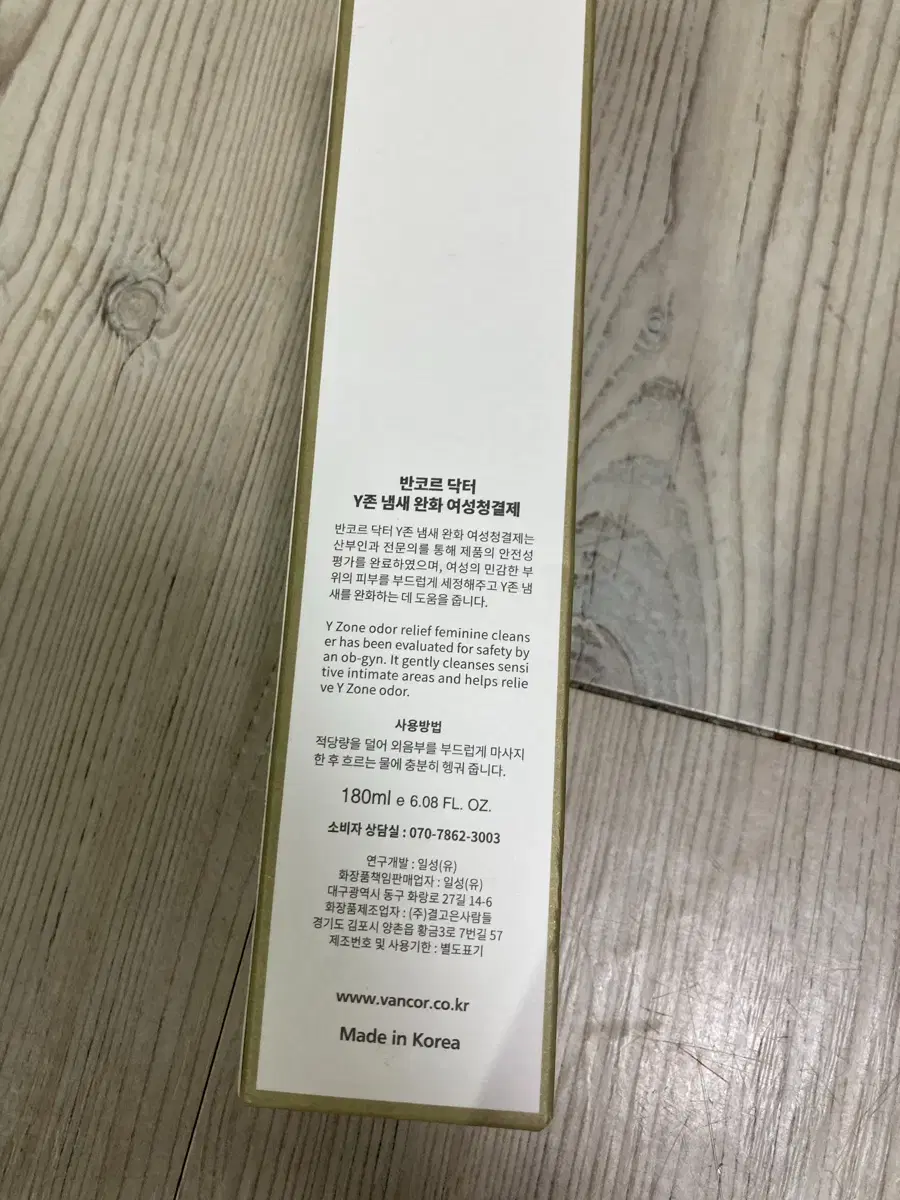 반코르 닥터
Y존 냄새 완화 여성청결제
반코르 닥터 Y존 냄새 완화 여성청결제는
산부인과 전문의를 통해 제품의 안전성
평가를 완료하였으며, 여성의 민감한 부
위의 피부를 부드럽게 세정해주고 Y존 냄
새를 완화하는 데 도움을 줍니다.
Y Zone odor relief feminine cleans
er has been evaluated for safety by
an ob-gyn. It gently cleanses sensi
tive intimate areas and helps relie
ve Y Zone odor.
사용방법
적당량을 덜어 외음부를 부드럽게 마사지
한 후 흐르는 물에 충분히 헹궈 줍니다.
180ml e 6.08 FL. OZ.
소비자 상담실 : 070-7862-3003
연구개발 : 일성(유)
화장품책임판매업자 : 일성(유)
대구광역시 동구 화랑로 27길 14-6
화장품제조업자 : (주)결고은사람들
경기도 김포시 양촌읍 황금3로 7번길 57
제조번호 및 사용기한 : 별도표기
www.vancor.co.kr
Made in Korea